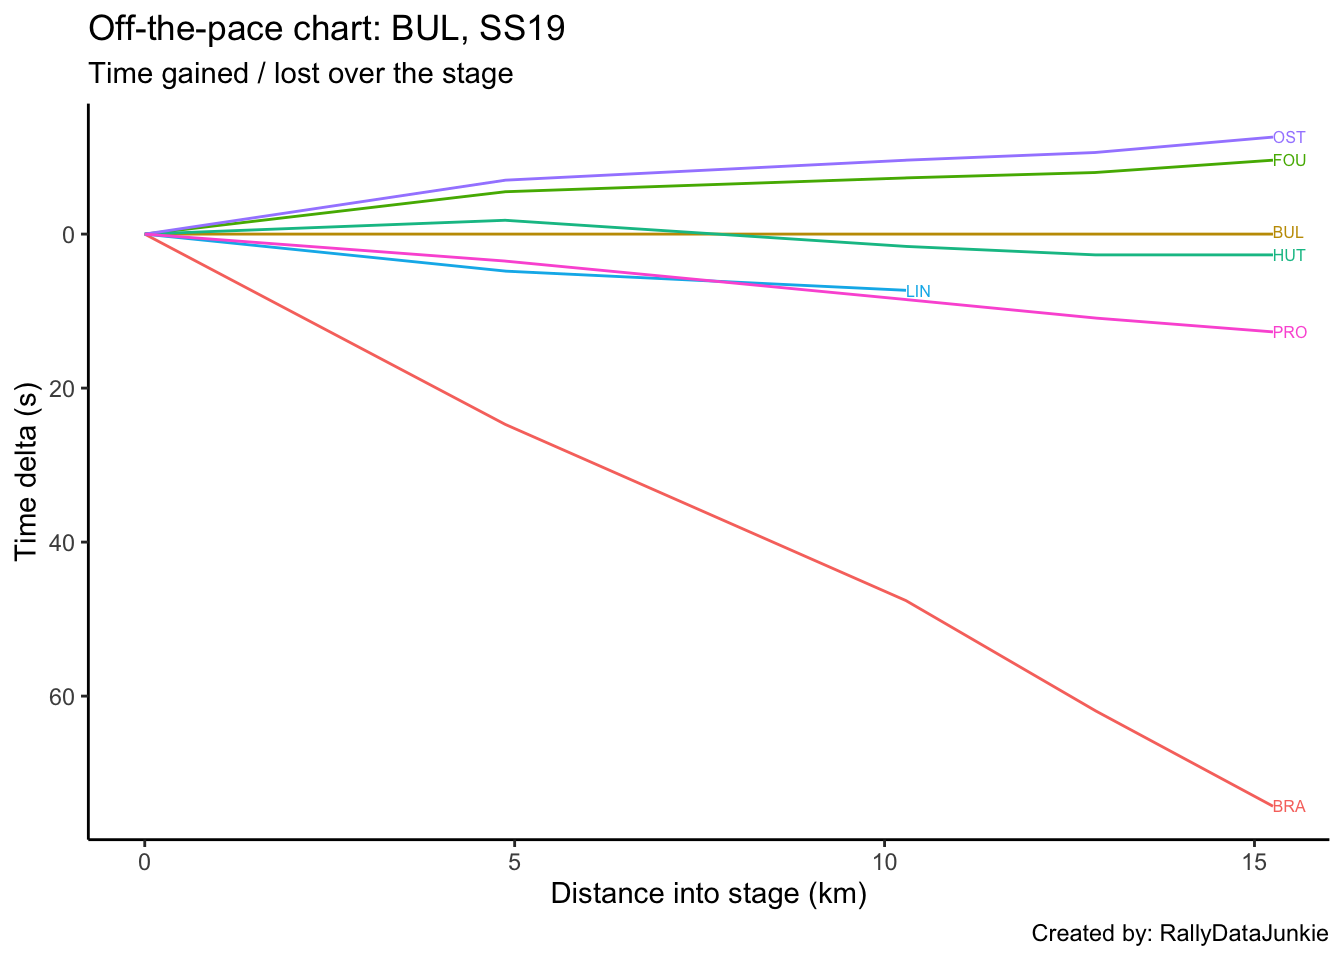 Off-the-pace chart: BUL, SS19
Time gained / lost over the stage
OST
FOU
0
BUL
HUT
LIN
PRO
20
Time delta (s)
40
60
BRA
0 5 10 15
Distance into stage (km)
Created by: RallyDataJunkie